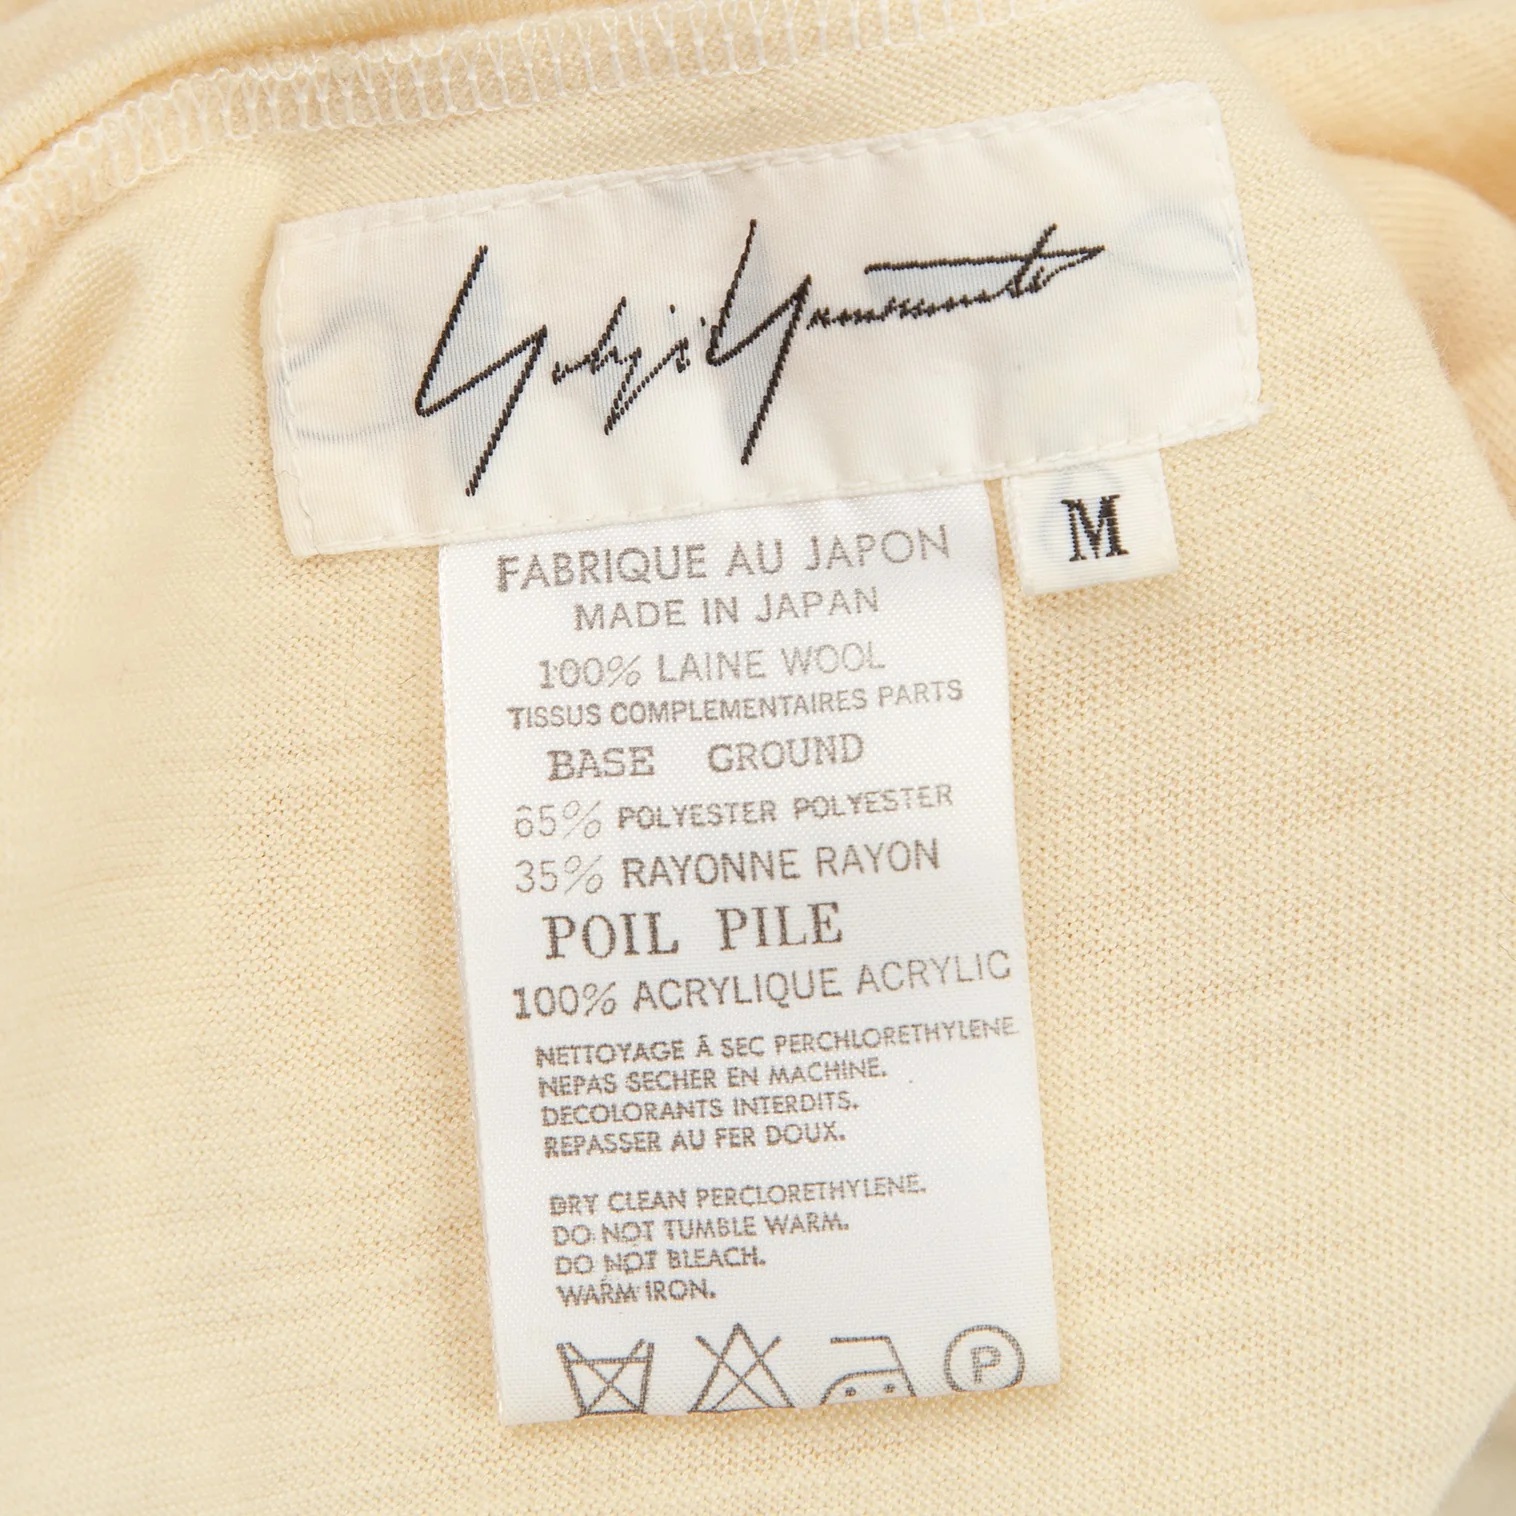 Yohji Yamamoto
M
FABRIQUE AU JAPON
MADE IN JAPAN
100% LAINE WOOL
TISSUS COMPLEMENTAIRES PARTS
BASE GROUND
65% POLYESTER POLYESTER
35% RAYONNE RAYON
POIL PILE
100% ACRYLIQUE ACRYLIC
NETTOYAGE Â SEC PERCHLORETHYLENE
NEPAS SECHER EN MACHINE.
DECOLORANTS INTERDITS.
REPASSER AU FER DOUX.
DRY CLEAN PERCLORETHYLENE.
DO NOT TUMBLE WARM.
DO NOT BLEACH.
WARM IRON.
P